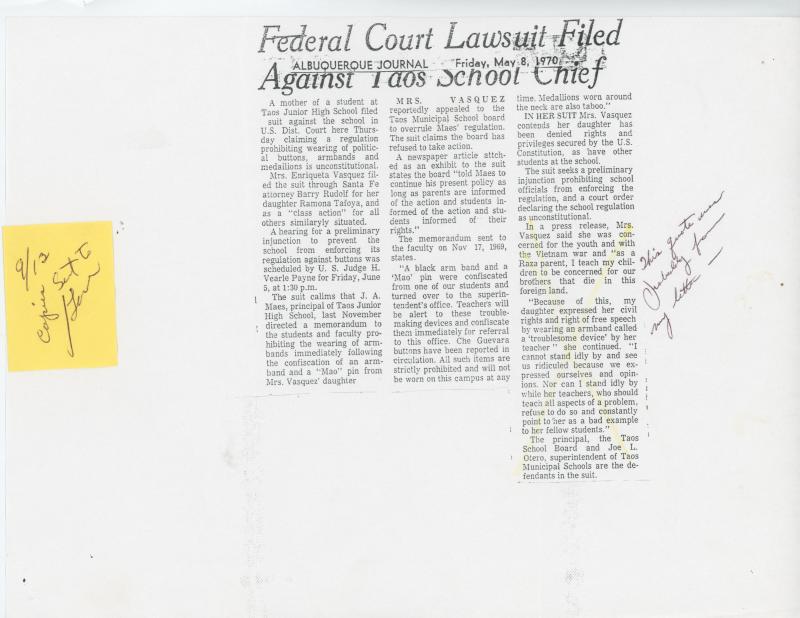 Federal Court Lawsuit Filed
ALBUQUERQUE JOURNAL Friday, May 8, 1970
Against Taos School Chief
A mother of a student at
Taos Junior High School filed
suit against the school in
U.S. Dist. Court here Thurs-
day claiming a regulation
prohibiting wearing of politic-
al buttons, armbands and
medallions is unconstitutional.
Mrs. Enriqueta Vasquez fil-
ed the suit through Santa Fe
attorney Barry Rudolf for her
daughter Ramona Tafoya, and
as a "class action" for all
others similarily situated.
A hearing for a preliminary
injunction to prevent the
school from enforcing its
regulation against buttons was
scheduled by U. S. Judge H.
Vearle Payne for Friday, June
5, at 1:30 p.m.
The suit calims that J. A.
Maes, principal of Taos Junior
High School, last November
directed a memorandum to
the students and faculty pro-
hibiting the wearing of arm-
bands immediately following
the confiscation of an arm-
band and a "Mao" pin from
Mrs. Vasquez' daughter
MRS. VASQUEZ
reportedly appealed to the
Taos Municipal School board
to overrule Maes' regulation.
The suit claims the board has
refused to take action.
A newspaper article attch-
ed as an exhibit to the suit
states the board "told Maes to
continue his present policy as
long as parents are informed
of the action and students in-
formed of the action and stu-
dents informed of their
rights."
The memorandum sent to
the faculty on Nov 17, 1969,
states.
"A black arm band and a
'Mao' pin were confiscated
from one of our students and
turned over to the superin-
tendent's office. Teachers will
be alert to these trouble-
making devices and confiscate
them immediately for referral
to this office. Che Guevara
buttons have been reported in
circulation. All such items are
strictly prohibited and will not
be worn on this campus at any
time. Medallions worn around
the neck are also taboo."
IN HER SUIT Mrs. Vasquez
contends her daughter has
been denied rights and
privileges secured by the U.S.
Constitution, as have other
students at the school.
The suit seeks a preliminary
injunction prohibiting school
officials from enforcing the
regulation, and a court order
declaring the school regulation
as unconstitutional.
In a press release, Mrs.
Vasquez said she was con-
cerned for the youth and with
the Vietnam war and "as a
Raza parent, I teach my chil-
dren to be concerned for our
brothers that die in this
foreign land.
"Because of this, my
daughter expressed her civil
rights and right of free speech
by wearing an armband called
a 'troublesome device' by her
teacher" she continued. "I
cannot stand idly by and see
us ridiculed because we ex-
pressed ourselves and opin-
ions. Nor can I stand idly by
while her teachers, who should
teach all aspects of a problem,
refuse to do so and constantly
point to her as a bad example
to her fellow students."
The principal, the Taos
School Board and Joe L.
Otero, superintendent of Taos
Municipal Schools are the de-
fendants in the suit.
This quote was
from
my letter
9/12
copies